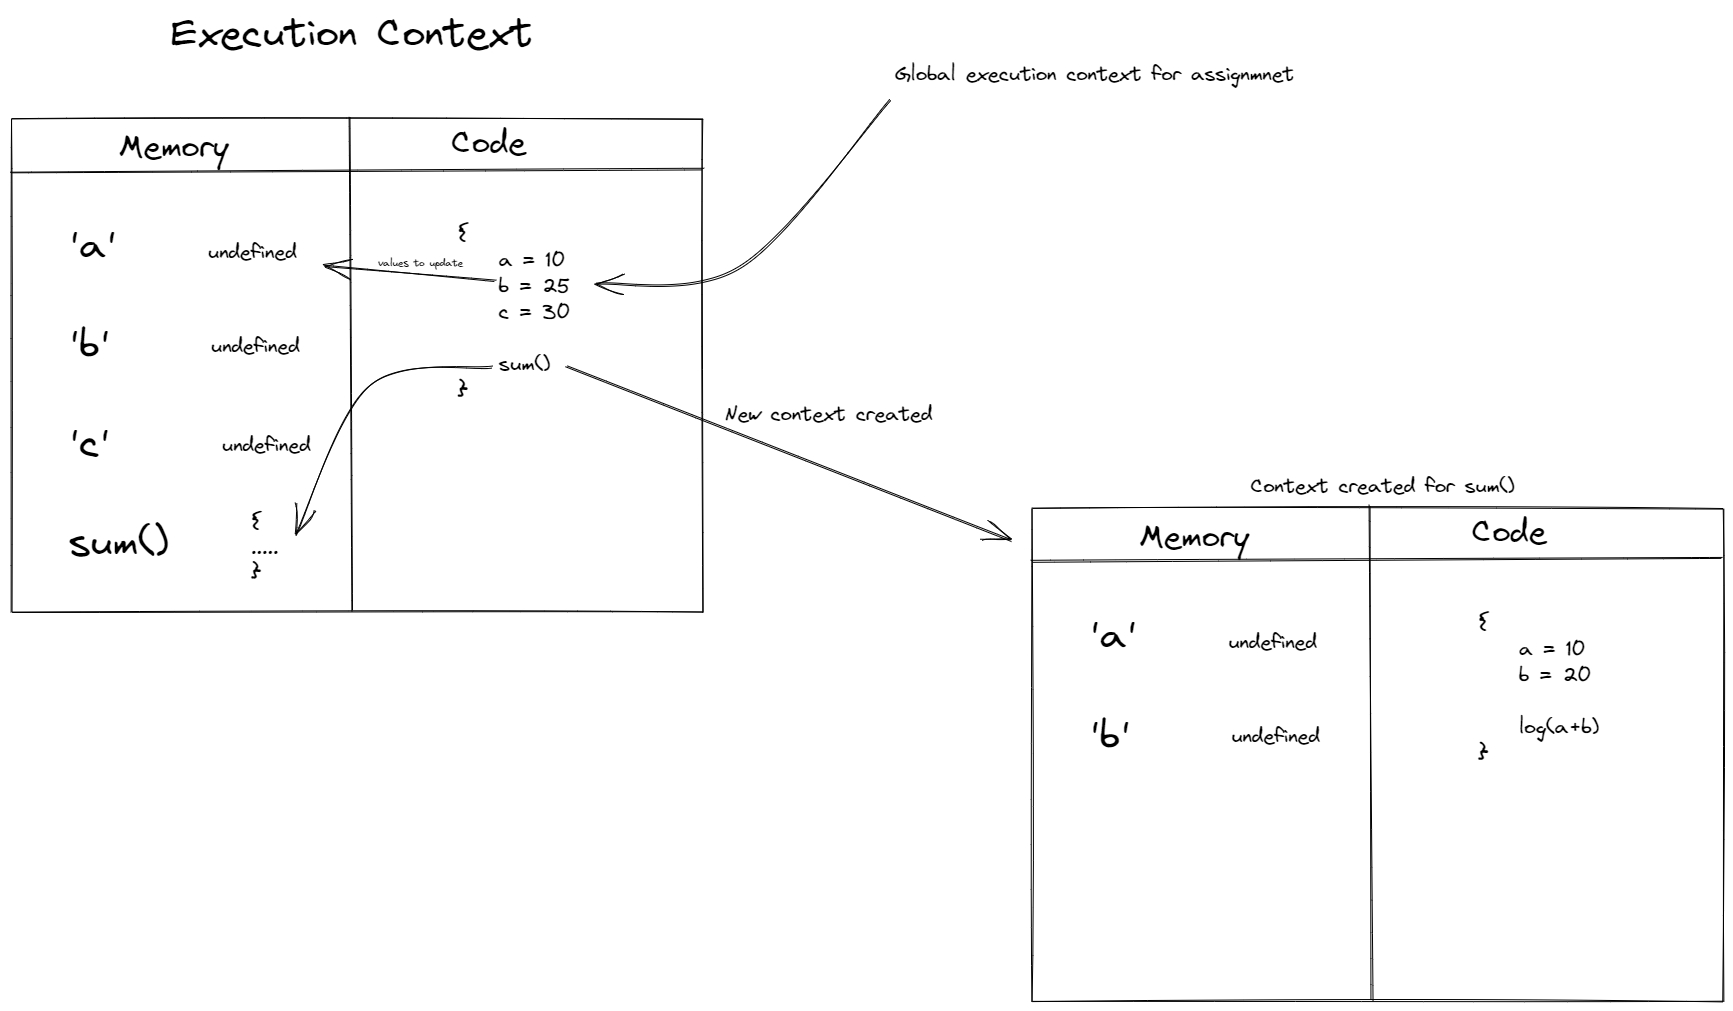 Execution Context
Global execution context for assignmnet
Memory
Code
'a'
undefined
{
a = 10
values to update
b = 25
c = 30
'b'
undefined
sum()
}
New context created
'c'
undefined
sum()
{
.....
}
Context created for sum()
Memory
Code
'a'
undefined
{
a = 10
b = 20
'b'
undefined
log(a+b)
}